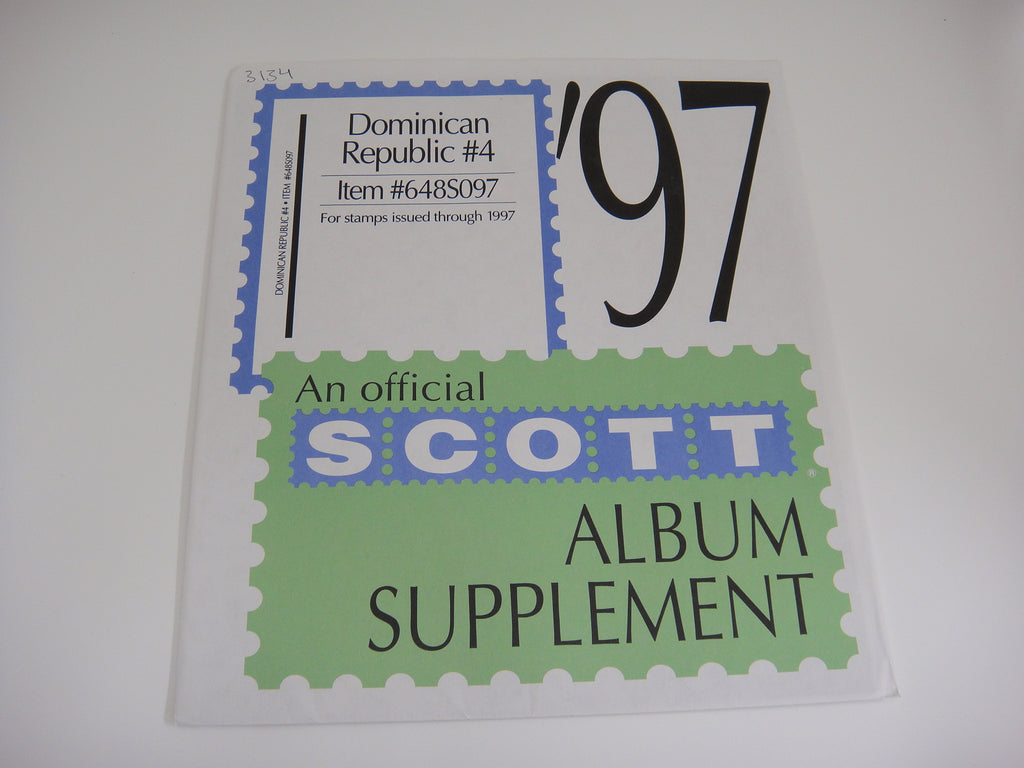 3134
Dominican
Republic #4
Item #648S097
For stamps issued through 1997
DOMINICAN REPUBLIC #4 • ITEM #648S097
'97
An official
SCOTT®
ALBUM
SUPPLEMENT